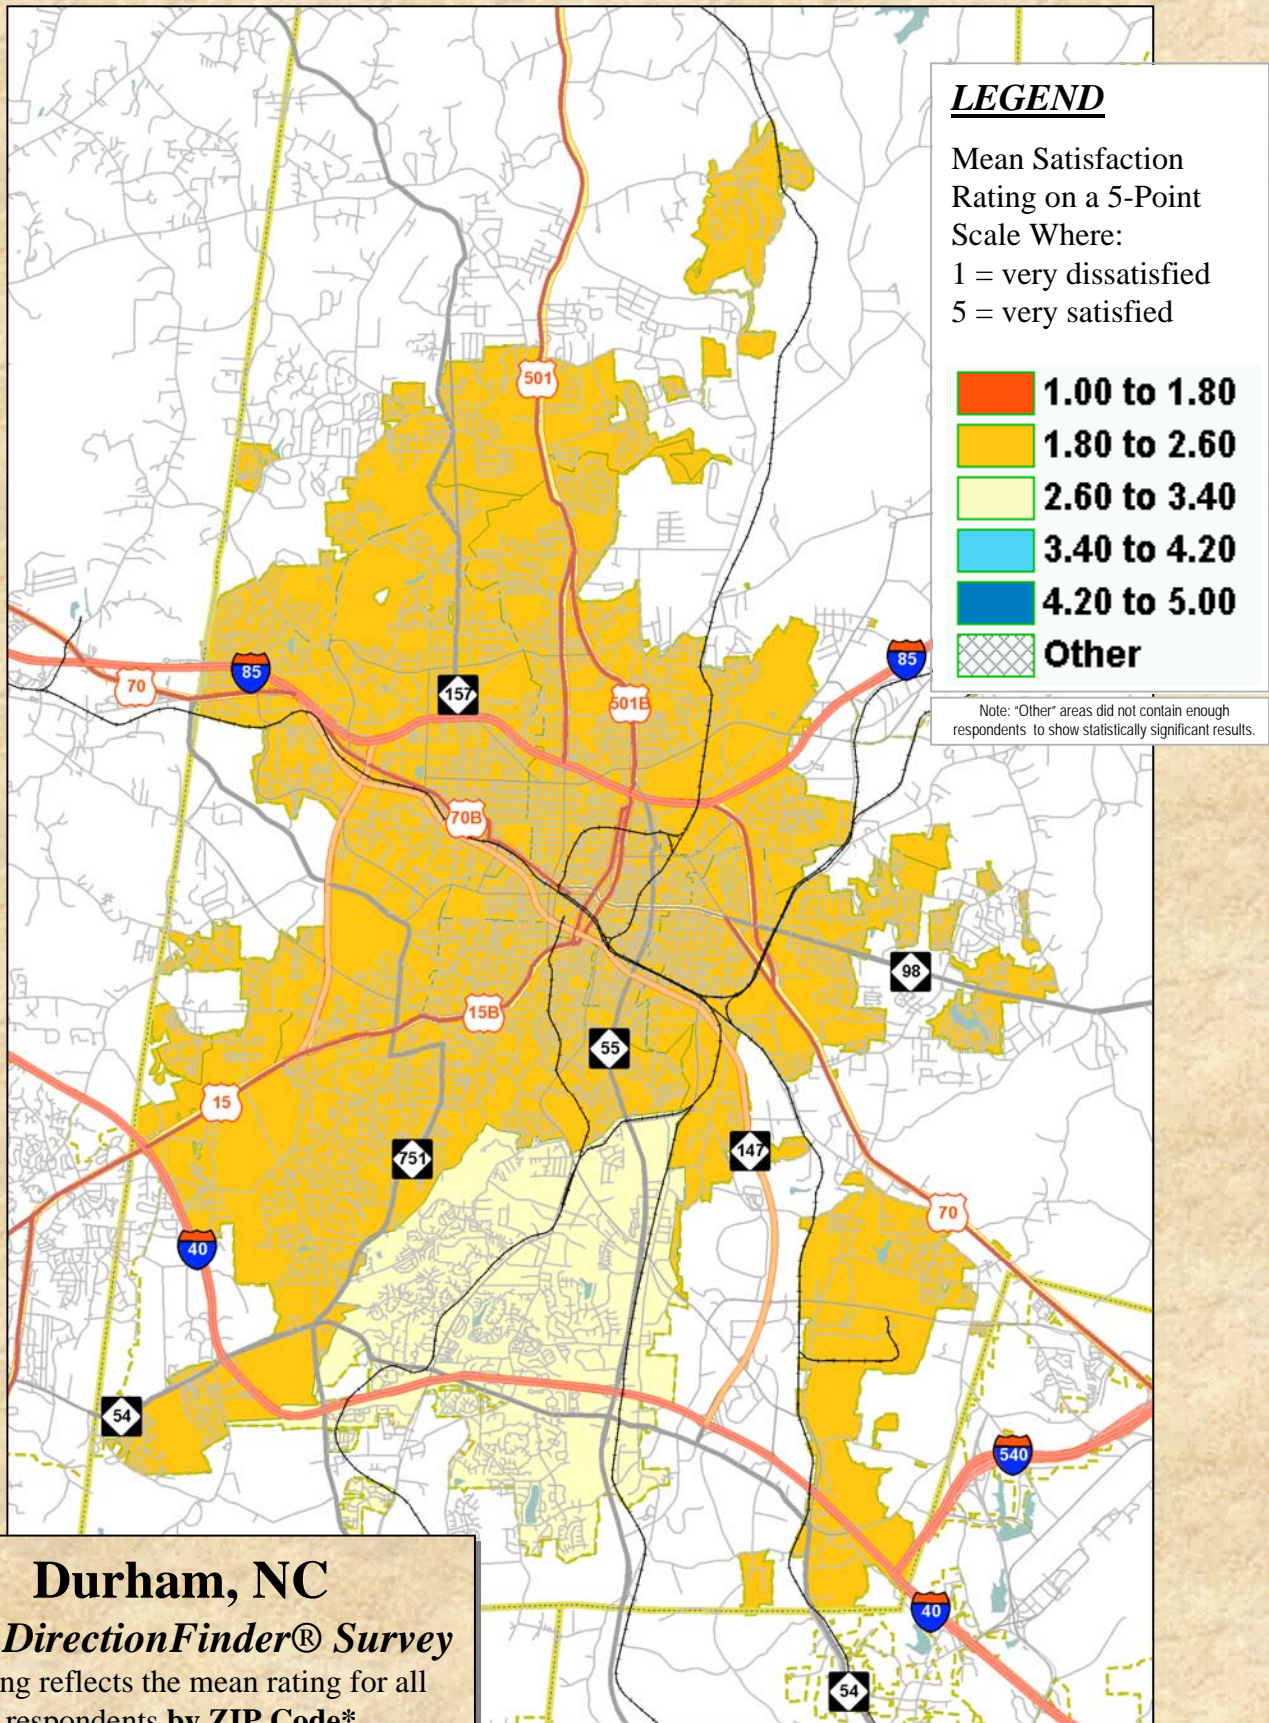 LEGEND
Mean Satisfaction
Rating on a 5-Point
Scale Where:
1 = very dissatisfied
5 = very satisfied
1.00 to 1.80
1.80 to 2.60
2.60 to 3.40
3.40 to 4.20
4.20 to 5.00
Other
Note: "Other" areas did not contain enough
respondents to show statistically significant results.
501
85
70
157
501B
85
70B
98
15B
55
15
751
147
70
40
54
540
40
54
Durham, NC
DirectionFinder® Survey
ng reflects the mean rating for all
respondents by ZIP Code*